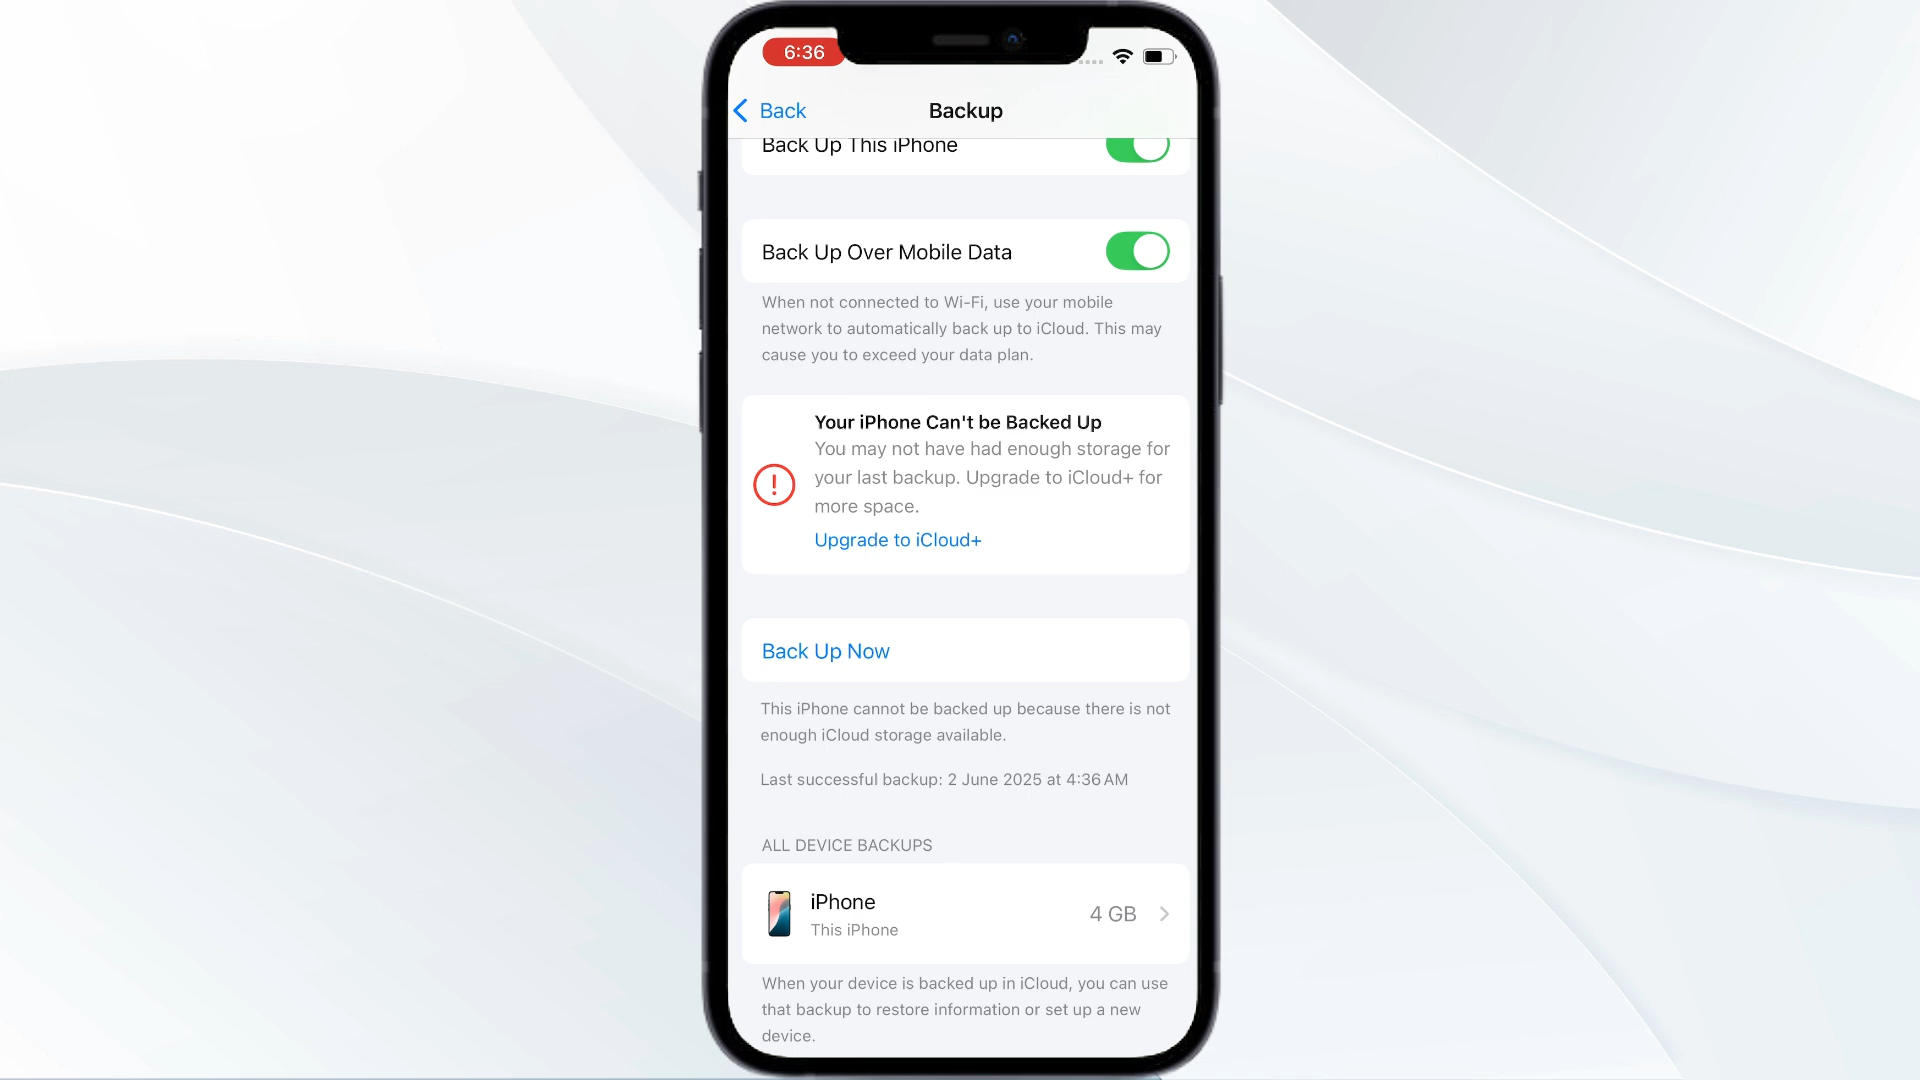 6:36
Back
Backup
Back Up This iPhone
Back Up Over Mobile Data
When not connected to Wi-Fi, use your mobile
network to automatically back up to iCloud. This may
cause you to exceed your data plan.
Your iPhone Can't be Backed Up
You may not have had enough storage for
your last backup. Upgrade to iCloud+ for
more space.
Upgrade to iCloud+
Back Up Now
This iPhone cannot be backed up because there is not
enough iCloud storage available.
Last successful backup: 2 June 2025 at 4:36 AM
ALL DEVICE BACKUPS
iPhone
4 GB
This iPhone
When your device is backed up in iCloud, you can use
that backup to restore information or set up a new
device.